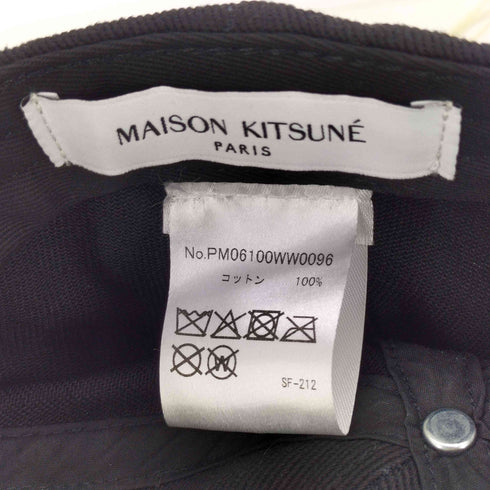 MAISON KITSUNÉ
PARIS
No.PM06100WW0096
コットン 100%
W
SF-212